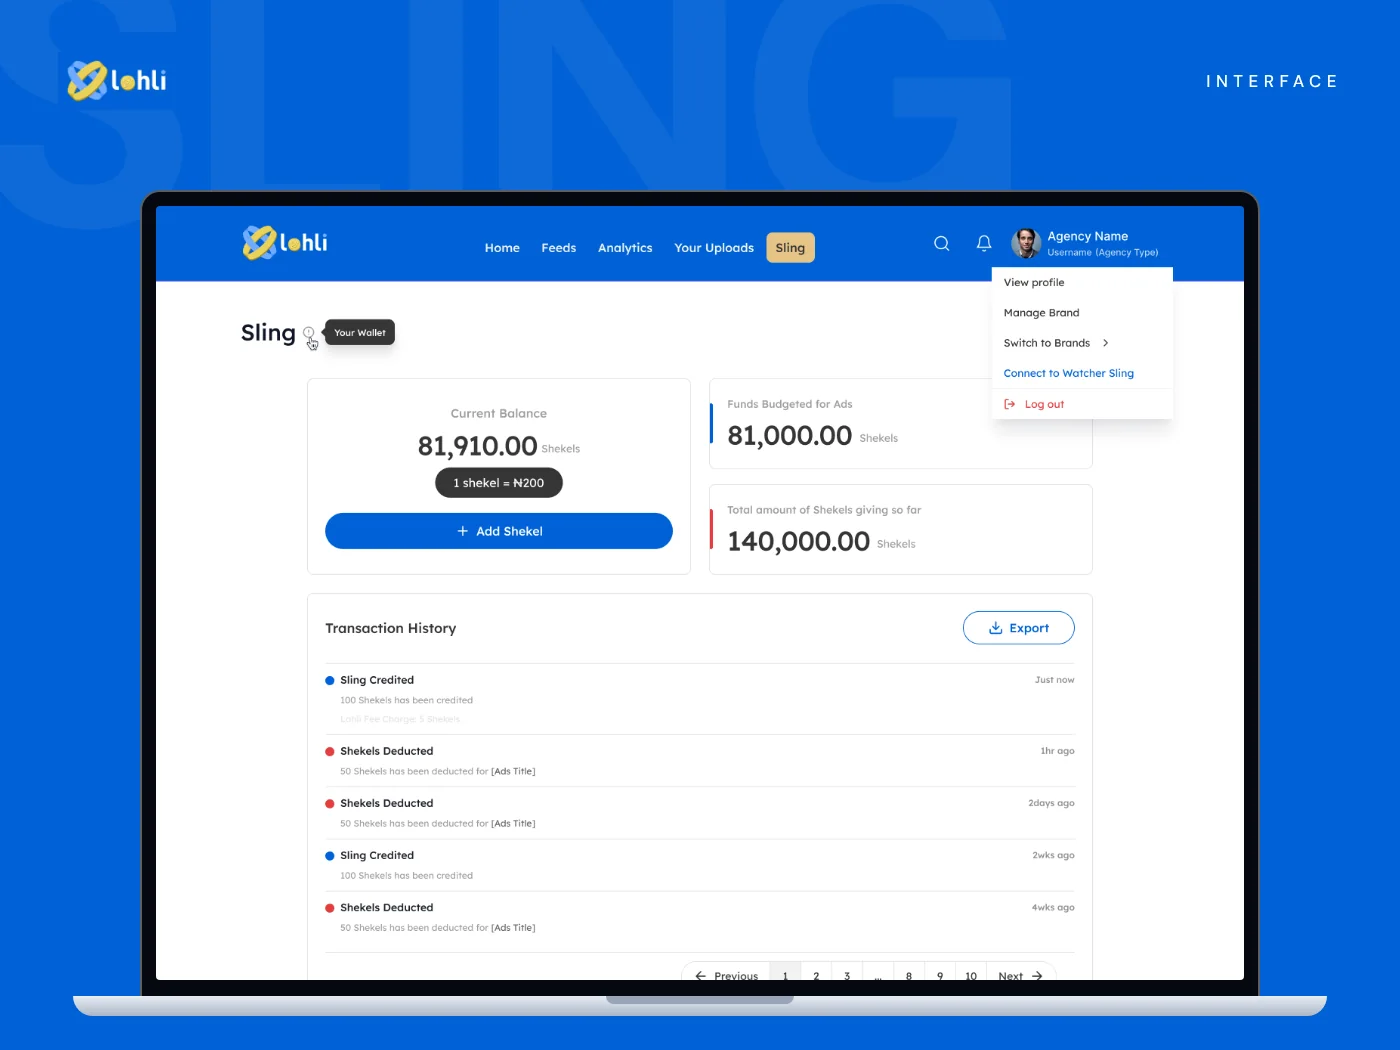 SLING
lohli
INTERFACE
lohli
Home Feeds Analytics Your Uploads Sling
Agency Name
Username (Agency Type)
View profile
Manage Brand
Switch to Brands
Connect to Watcher Sling
Log out
Sling
Your Wallet
Current Balance
81,910.00 Shekels
1 shekel = ₦200
+ Add Shekel
Funds Budgeted for Ads
81,000.00 Shekels
Total amount of Shekels giving so far
140,000.00 Shekels
Transaction History
Export
Sling Credited Just now
100 Shekels has been credited
Lohli Fee Charge: 5 Shekels
Shekels Deducted 1hr ago
50 Shekels has been deducted for [Ads Title]
Shekels Deducted 2days ago
50 Shekels has been deducted for [Ads Title]
Sling Credited 2wks ago
100 Shekels has been credited
Shekels Deducted 4wks ago
50 Shekels has been deducted for [Ads Title]
← Previous 1 2 3 ... 8 9 10 Next →